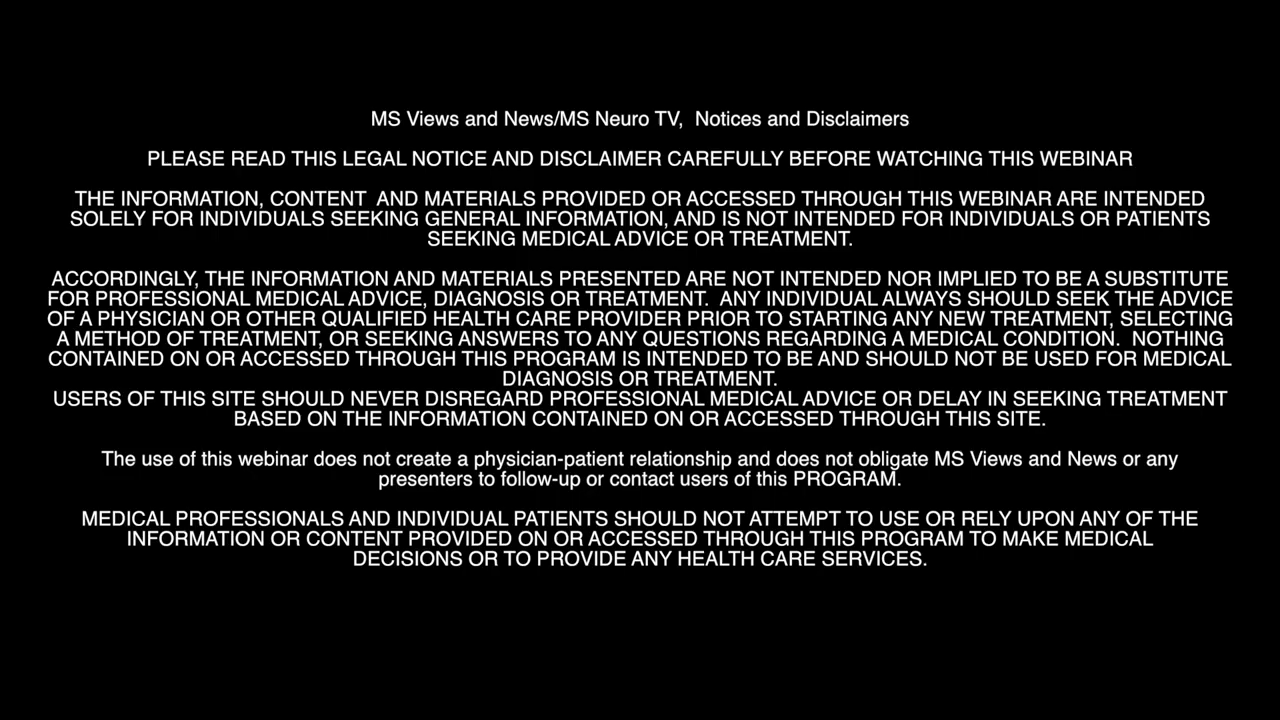 MS Views and News/MS Neuro TV,  Notices and Disclaimers
PLEASE READ THIS LEGAL NOTICE AND DISCLAIMER CAREFULLY BEFORE WATCHING THIS WEBINAR
THE INFORMATION, CONTENT  AND MATERIALS PROVIDED OR ACCESSED THROUGH THIS WEBINAR ARE INTENDED
SOLELY FOR INDIVIDUALS SEEKING GENERAL INFORMATION, AND IS NOT INTENDED FOR INDIVIDUALS OR PATIENTS
SEEKING MEDICAL ADVICE OR TREATMENT.
ACCORDINGLY, THE INFORMATION AND MATERIALS PRESENTED ARE NOT INTENDED NOR IMPLIED TO BE A SUBSTITUTE
FOR PROFESSIONAL MEDICAL ADVICE, DIAGNOSIS OR TREATMENT.  ANY INDIVIDUAL ALWAYS SHOULD SEEK THE ADVICE
OF A PHYSICIAN OR OTHER QUALIFIED HEALTH CARE PROVIDER PRIOR TO STARTING ANY NEW TREATMENT, SELECTING
A METHOD OF TREATMENT, OR SEEKING ANSWERS TO ANY QUESTIONS REGARDING A MEDICAL CONDITION.  NOTHING
CONTAINED ON OR ACCESSED THROUGH THIS PROGRAM IS INTENDED TO BE AND SHOULD NOT BE USED FOR MEDICAL
DIAGNOSIS OR TREATMENT.
USERS OF THIS SITE SHOULD NEVER DISREGARD PROFESSIONAL MEDICAL ADVICE OR DELAY IN SEEKING TREATMENT
BASED ON THE INFORMATION CONTAINED ON OR ACCESSED THROUGH THIS SITE.
The use of this webinar does not create a physician-patient relationship and does not obligate MS Views and News or any
presenters to follow-up or contact users of this PROGRAM.
MEDICAL PROFESSIONALS AND INDIVIDUAL PATIENTS SHOULD NOT ATTEMPT TO USE OR RELY UPON ANY OF THE
INFORMATION OR CONTENT PROVIDED ON OR ACCESSED THROUGH THIS PROGRAM TO MAKE MEDICAL
DECISIONS OR TO PROVIDE ANY HEALTH CARE SERVICES.